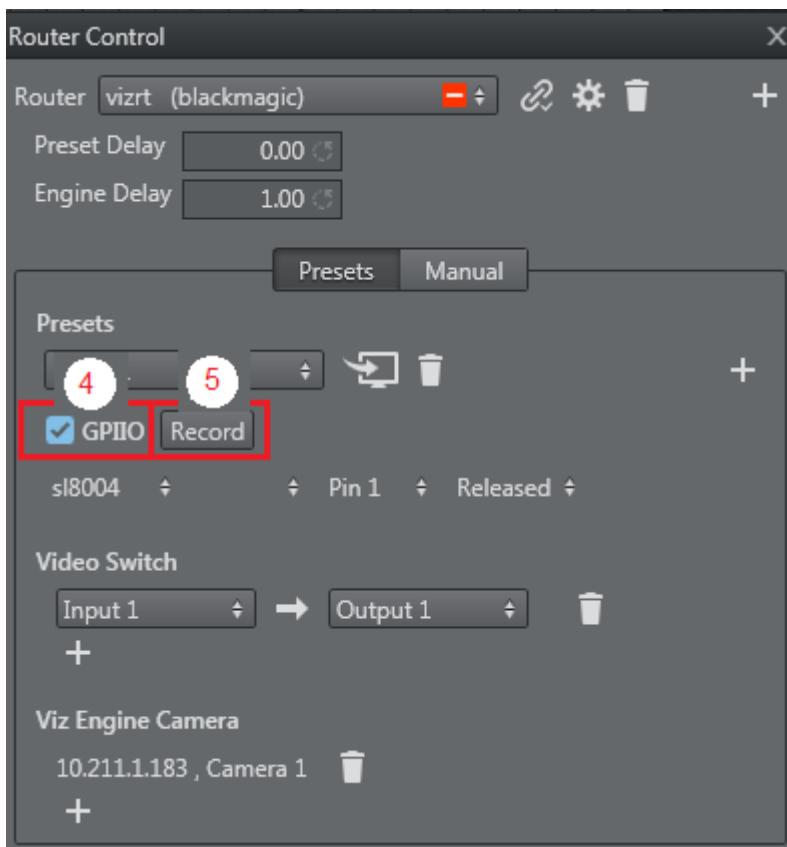 Router Control
Router vizrt (blackmagic)
Preset Delay 0.00
Engine Delay 1.00
Presets Manual
Presets
4 5
GPIIO Record
sl8004 Pin 1 Released
Video Switch
Input 1 Output 1
Viz Engine Camera
10.211.1.183 , Camera 1